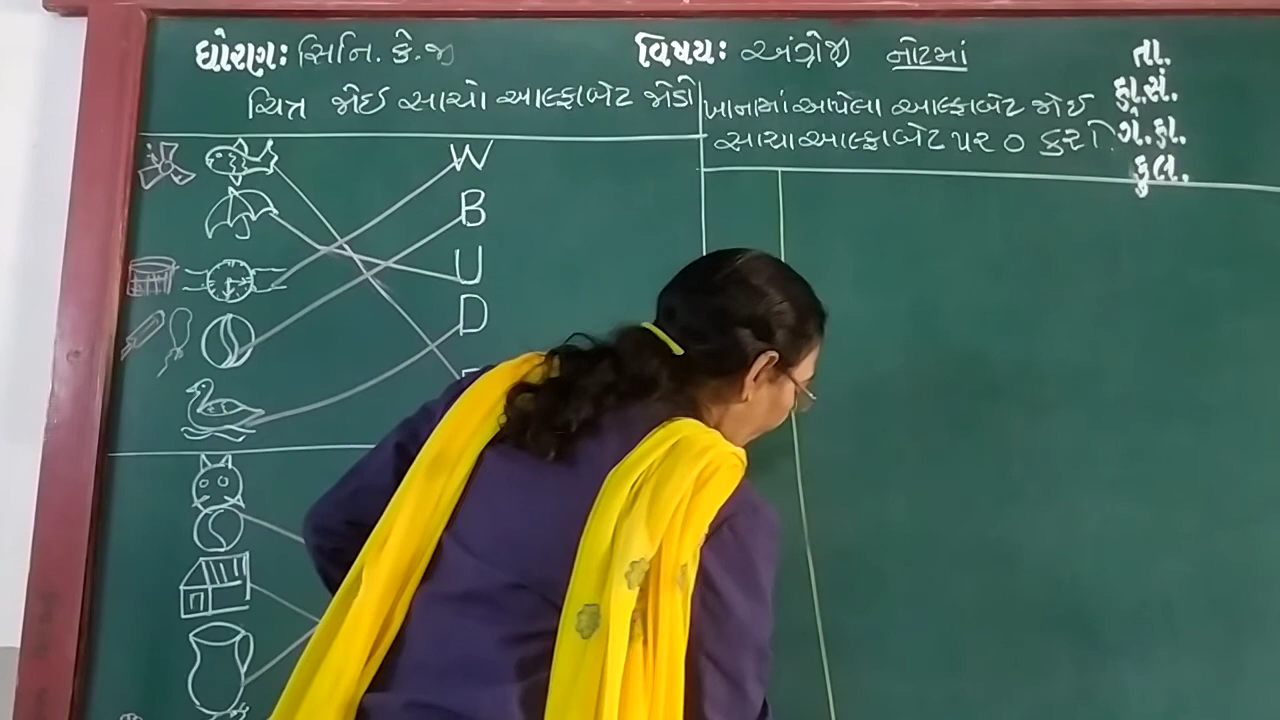 ધોરણ: સિનિ. કે.જી
વિષય: અંગ્રેજી નોટમાં
ચિત્ર જોઈ સાચો આલ્ફાબેટ જોડો
ખાનામાં આપેલા આલ્ફાબેટ જોઈ
સાચા આલ્ફાબેટ પર ૦ કરો.
તા.
હા.સં.
ગે.હા.
કુલ.
W
B
U
D